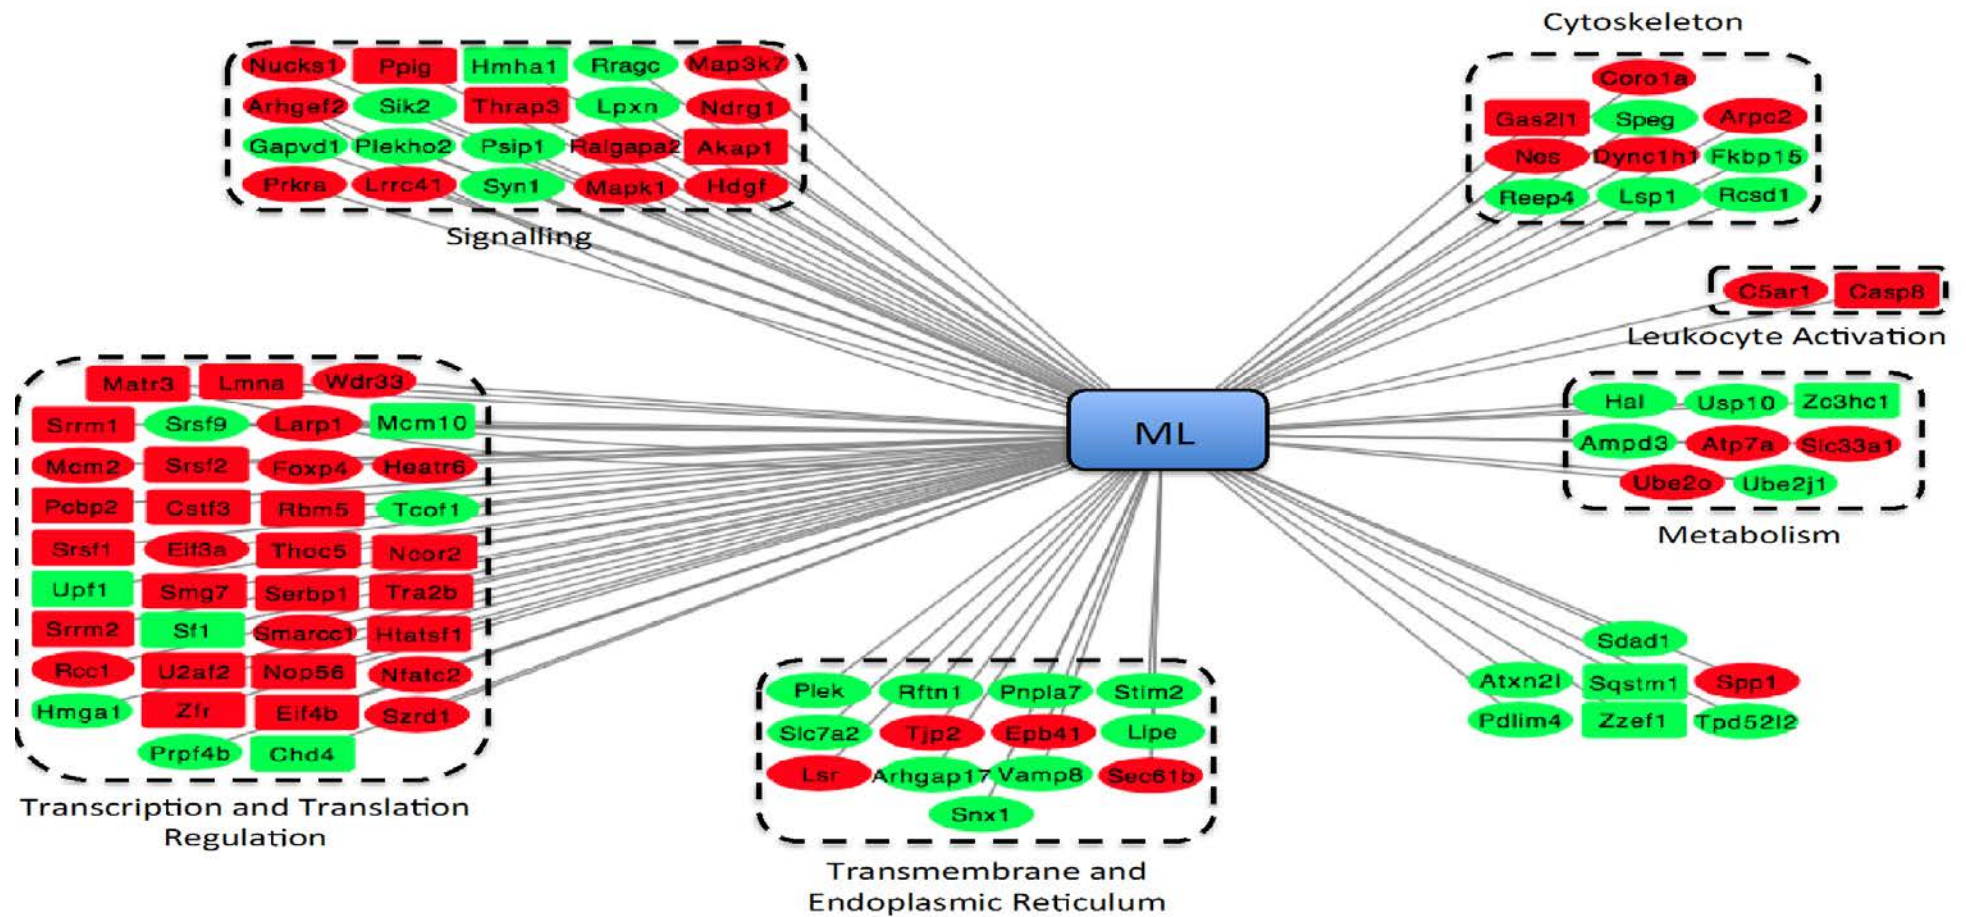 Cytoskeleton
Nucks1 Ppig Hmha1 Rragc Map3k7
Arhgef2 Sik2 Thrap3 Lpxn Ndrg1
Gapvd1 Plekho2 Psip1 Ralgapa2 Akap1
Prkra Lrrc41 Syn1 Mapk1 Hdgf
Signalling
Coro1a
Gas2l1 Speg Arpc2
Nes Dync1h1 Fkbp15
Reep4 Lsp1 Rcsd1
C5ar1 Casp8
Leukocyte Activation
Matr3 Lmna Wdr33
Srrm1 Srsf9 Larp1 Mcm10
Mcm2 Srsf2 Foxp4 Heatr6
Pcbp2 Cstf3 Rbm5 Tcof1
Srsf1 Eif3a Thoc5 Ncor2
Upf1 Smg7 Serbp1 Tra2b
Srrm2 Sf1 Smarcc1 Htatsf1
Rcc1 U2af2 Nop56 Nfatc2
Hmga1 Zfr Eif4b Szrd1
Prpf4b Chd4
Transcription and Translation
Regulation
ML
Hal Usp10 Zc3hc1
Ampd3 Atp7a Slc33a1
Ube2o Ube2j1
Metabolism
Plek Rftn1 Pnpla7 Stim2
Slc7a2 Tjp2 Epb41 Lipe
Lsr Arhgap17 Vamp8 Sec61b
Snx1
Transmembrane and
Endoplasmic Reticulum
Sdad1
Atxn2l Sqstm1 Spp1
Pdlim4 Zzef1 Tpd52l2